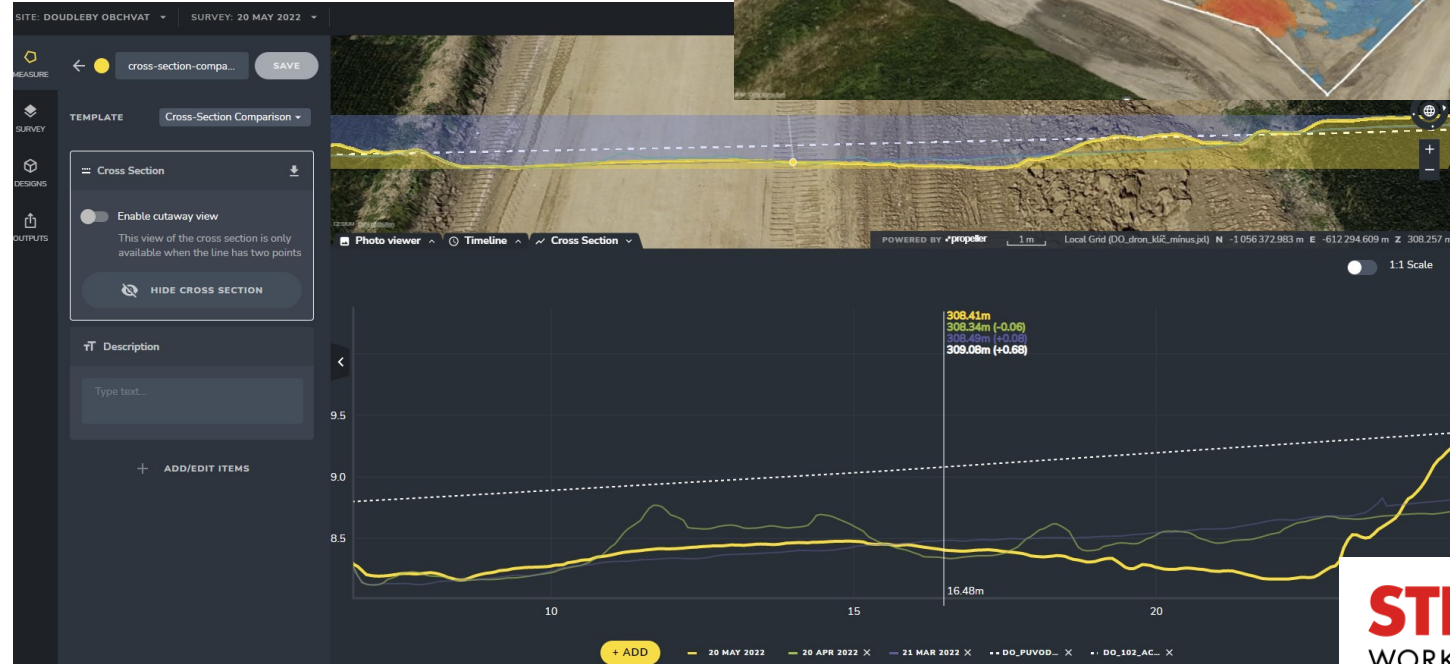 SITE: DOUDLEBY OBCHVAT
SURVEY: 20 MAY 2022
MEASURE
SURVEY
DESIGNS
OUTPUTS
cross-section-compa...
SAVE
TEMPLATE
Cross-Section Comparison
Cross Section
Enable cutaway view
This view of the cross section is only
available when the line has two points
HIDE CROSS SECTION
Description
Type text...
+ ADD/EDIT ITEMS
Photo viewer
Timeline
Cross Section
POWERED BY propeller
1 m
Local Grid (DO_dron_klíč_minus.jxl) N -1 056 372.983 m E -612 294.609 m Z 308.257 m
1:1 Scale
308.41m
308.34m (-0.06)
308.49m (+0.08)
309.08m (+0.68)
9.5
9.0
8.5
16.48m
10
15
20
+ ADD
20 MAY 2022
20 APR 2022 X
21 MAR 2022 X
DO_PUVOD... X
DO_102_AC... X
WORK